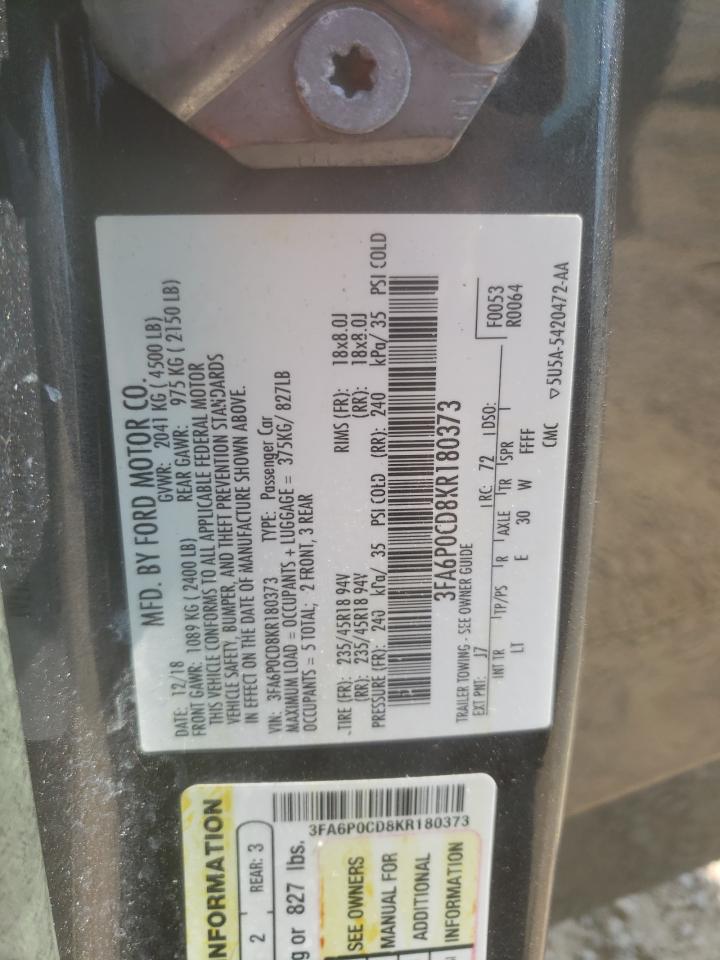 MFD. BY FORD MOTOR CO.
DATE: 12/18 GVWR: 2041 KG ( 4500 LB)
FRONT GAWR: 1089 KG ( 2400 LB) REAR GAWR: 975 KG ( 2150 LB)
THIS VEHICLE CONFORMS TO ALL APPLICABLE FEDERAL MOTOR
VEHICLE SAFETY, BUMPER, AND THEFT PREVENTION STANDARDS
IN EFFECT ON THE DATE OF MANUFACTURE SHOWN ABOVE.
VIN: 3FA6P0CD8KR180373 TYPE: Passenger Car
MAXIMUM LOAD = OCCUPANTS + LUGGAGE = 375KG/ 827LB
OCCUPANTS = 5 TOTAL; 2 FRONT, 3 REAR
TIRE (FR): 235/45R18 94V RIMS (FR): 18x8.0J
(RR): 235/45R18 94V (RR): 18x8.0J
PRESSURE (FR): 240 kPa/ 35 PSI COLD (RR): 240 kPa/ 35 PSI COLD
3FA6P0CD8KR180373
TRAILER TOWING - SEE OWNER GUIDE
F0053
R0064
EXT PNT: J7 RC: 72 DSO:
INT TR TP/PS R AXLE TR SPR
LT E 30 W FFFF
CMC ▽5U5A-5420472-AA
NFORMATION
2 REAR: 3
g or 827 lbs.
3FA6P0CD8KR180373
SEE OWNERS
MANUAL FOR
ADDITIONAL
INFORMATION